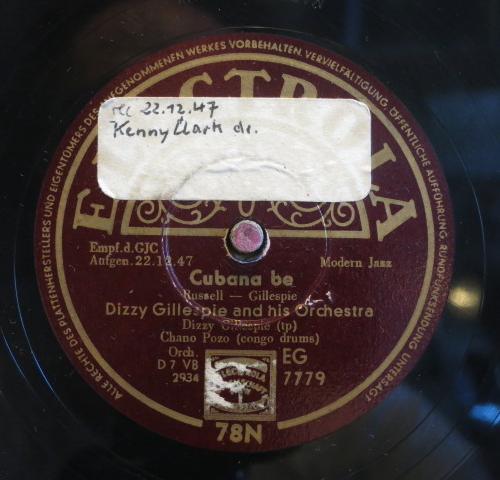 ALLE RECHTE DES PLATTENHERSTELLERS UND EIGENTÜMERS DES AUFGENOMMENEN WERKES VORBEHALTEN. VERVIELFÄLTIGUNG, ÖFFENTLICHE AUFFÜHRUNG, RUNDFUNKSENDUNG UNTERSAGT
rec 22.12.47
Kenny Clark dr.
Empf.d.GJC
Aufgen.22.12.47
Modern Jazz
Cubana be
Russell — Gillespie
Dizzy Gillespie and his Orchestra
Dizzy Gillespie (tp)
Chano Pozo (congo drums)
Orch.
D 7 VB
2934
EG
7779
78N